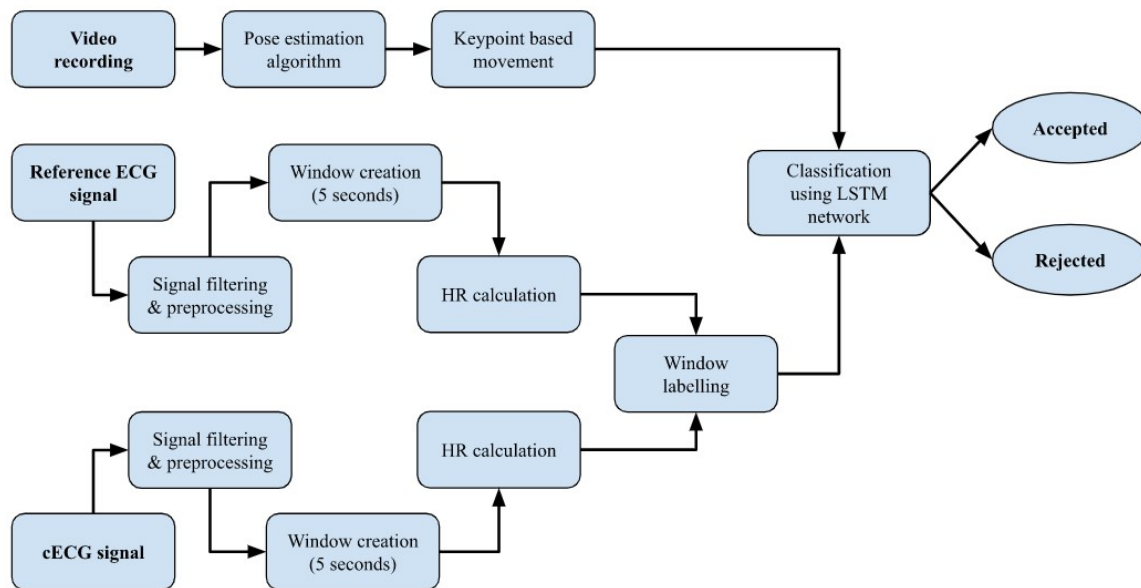 Video
recording
Pose estimation
algorithm
Keypoint based
movement
Reference ECG
signal
Window creation
(5 seconds)
Signal filtering
& preprocessing
HR calculation
Classification
using LSTM
network
Accepted
Rejected
Window
labelling
Signal filtering
& preprocessing
HR calculation
cECG signal
Window creation
(5 seconds)